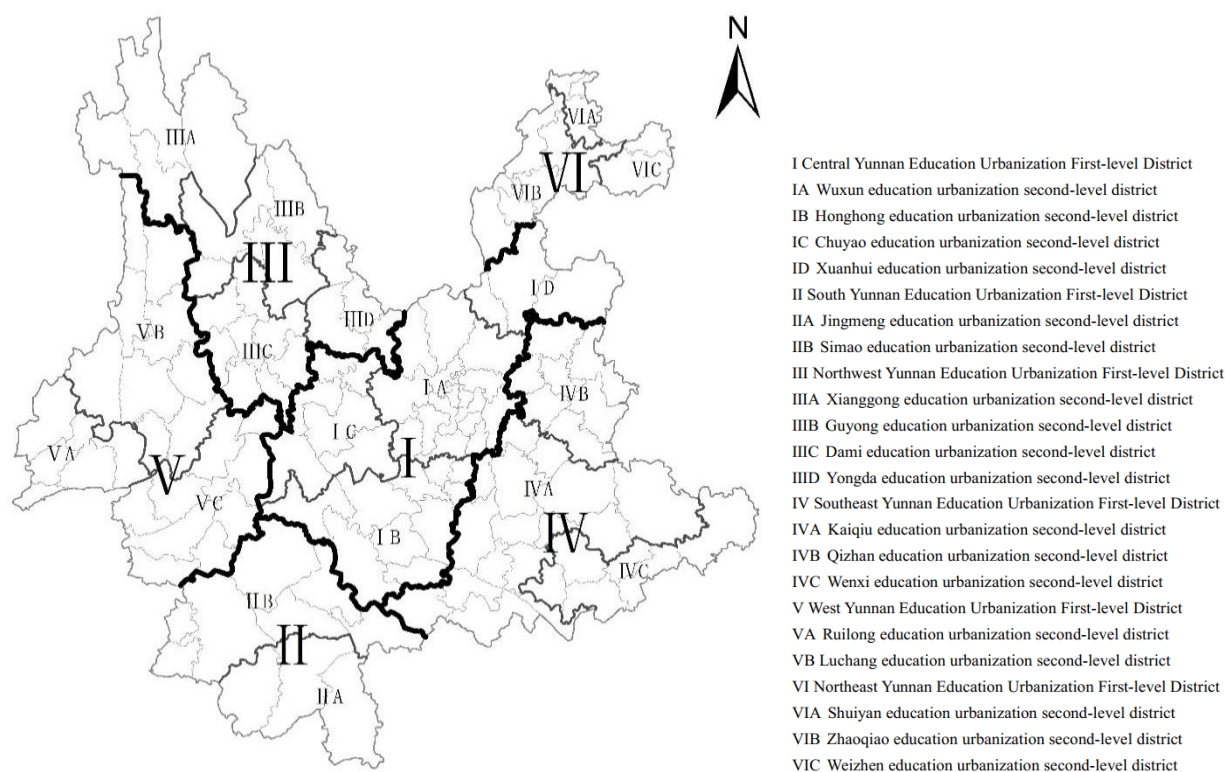 N
VIA
VI
VIC
VIB
IIIA
IIIB
III
ID
IIID
VB
IIIC
IA
IVB
IC
I
VA
V
VC
IVA
IB
IV
IVC
IIB
II
IIA
I Central Yunnan Education Urbanization First-level District
IA Wuxun education urbanization second-level district
IB Honghong education urbanization second-level district
IC Chuyao education urbanization second-level district
ID Xuanhui education urbanization second-level district
II South Yunnan Education Urbanization First-level District
IIA Jingmeng education urbanization second-level district
IIB Simao education urbanization second-level district
III Northwest Yunnan Education Urbanization First-level District
IIIA Xianggong education urbanization second-level district
IIIB Guyong education urbanization second-level district
IIIC Dami education urbanization second-level district
IIID Yongda education urbanization second-level district
IV Southeast Yunnan Education Urbanization First-level District
IVA Kaiqiu education urbanization second-level district
IVB Qizhan education urbanization second-level district
IVC Wenxi education urbanization second-level district
V West Yunnan Education Urbanization First-level District
VA Ruilong education urbanization second-level district
VB Luchang education urbanization second-level district
VI Northeast Yunnan Education Urbanization First-level District
VIA Shuiyan education urbanization second-level district
VIB Zhaoqiao education urbanization second-level district
VIC Weizhen education urbanization second-level district